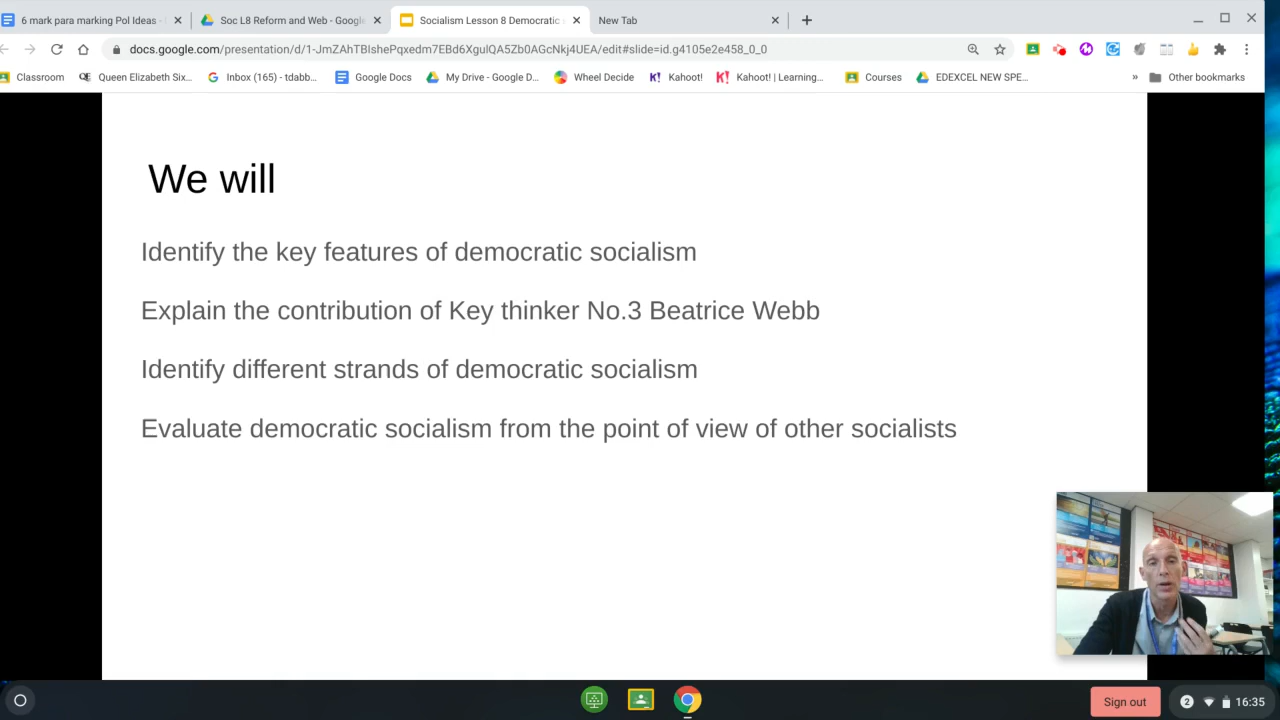 6 mark para marking Pol Ideas -
Soc L8 Reform and Web - Google
Socialism Lesson 8 Democratic
New Tab
docs.google.com/presentation/d/1-JmZAhTBIshePqxedm7EBd6XgulQA5Zb0AGcNkj4UEA/edit#slide=id.g4105e2e458_0_0
Classroom
Queen Elizabeth Six...
Inbox (165) - tdabb...
Google Docs
My Drive - Google D...
Wheel Decide
Kahoot!
Kahoot! | Learning...
Courses
EDEXCEL NEW SPE...
»
Other bookmarks
We will
Identify the key features of democratic socialism
Explain the contribution of Key thinker No.3 Beatrice Webb
Identify different strands of democratic socialism
Evaluate democratic socialism from the point of view of other socialists
Sign out
2
16:35